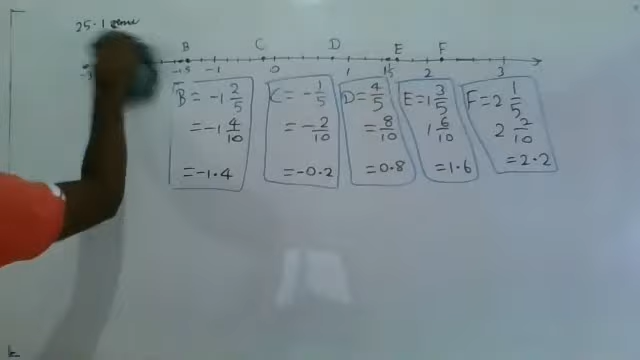 25.1
B C D E F
-3 -1.5 -1 0 1 1.5 2 3
B = -1 2/5
= -1 4/10
= -1.4
C = -1/5
= -2/10
= -0.2
D = 4/5
= 8/10
= 0.8
E = 1 3/5
1 6/10
= 1.6
F = 2 1/5
2 2/10
= 2.2